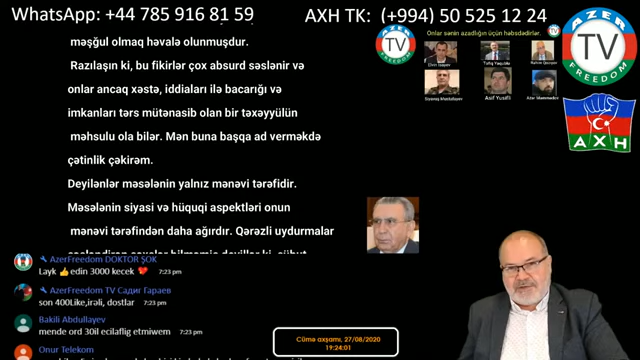 WhatsApp: +44 785 916 81 59
AXH TK: (+994) 50 525 12 24
məşğul olmaq həvalə olunmuşdur.
Razılaşın ki, bu fikirlər çox absurd səslənir və
onlar ancaq xəstə, iddiaları ilə bacarığı və
imkanları tərs mütənasib olan bir təxəyyülün
məhsulu ola bilər. Mən buna başqa ad verməkdə
çətinlik çəkirəm.
Deyilənlər məsələnin yalnız mənəvi tərəfidir.
Məsələnin siyasi və hüquqi aspektləri onun
mənəvi tərəfindən daha ağırdır. Qərəzli uydurmalar
Onlar sənin azadlığın üçün həbsdədirlər.
TV
AZER
TV
FREEDOM
Tofiq Yaqublu
Asif Yusifli
AXH
AzerFreedom DOKTOR ŞOK
Layk 👍 edin 3000 kecek ❤️ 7:23 pm
AzerFreedom TV Садиг Гараев
son 400Like,irəli, dostlar 7:23 pm
Bakili Abdullayev
mende ord 30il ecilaflig etmiwem 7:23 pm
Onur Telekom
Cümə axşamı, 27/08/2020
19:24:01